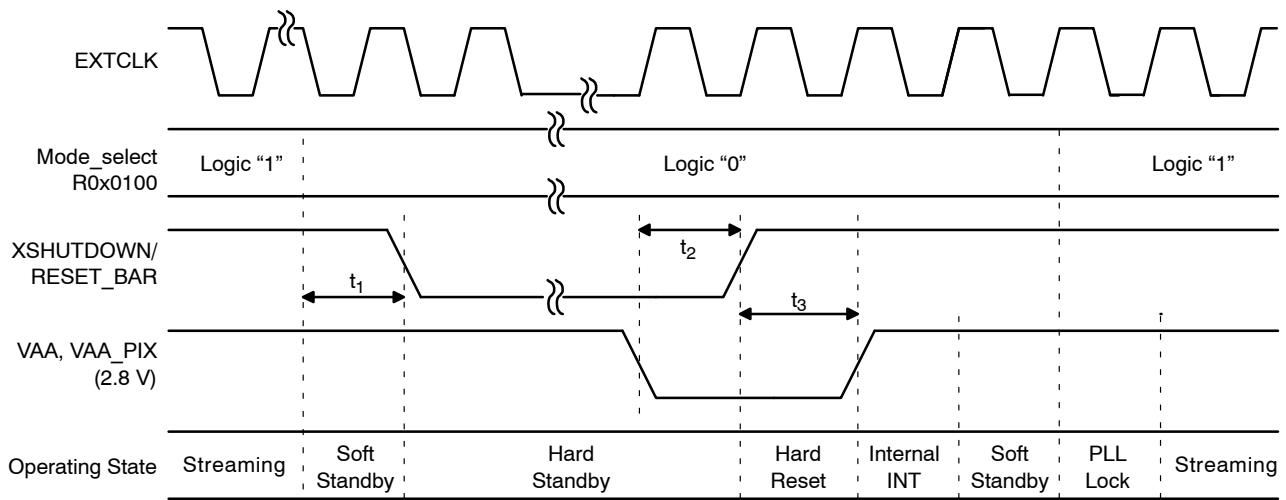 EXTCLK
Mode_select
R0x0100
Logic “1”
Logic “0”
Logic “1”
XSHUTDOWN/
RESET_BAR
t1
t2
t3
VAA, VAA_PIX
(2.8 V)
Operating State
Streaming
Soft
Standby
Hard
Standby
Hard
Reset
Internal
INT
Soft
Standby
PLL
Lock
Streaming